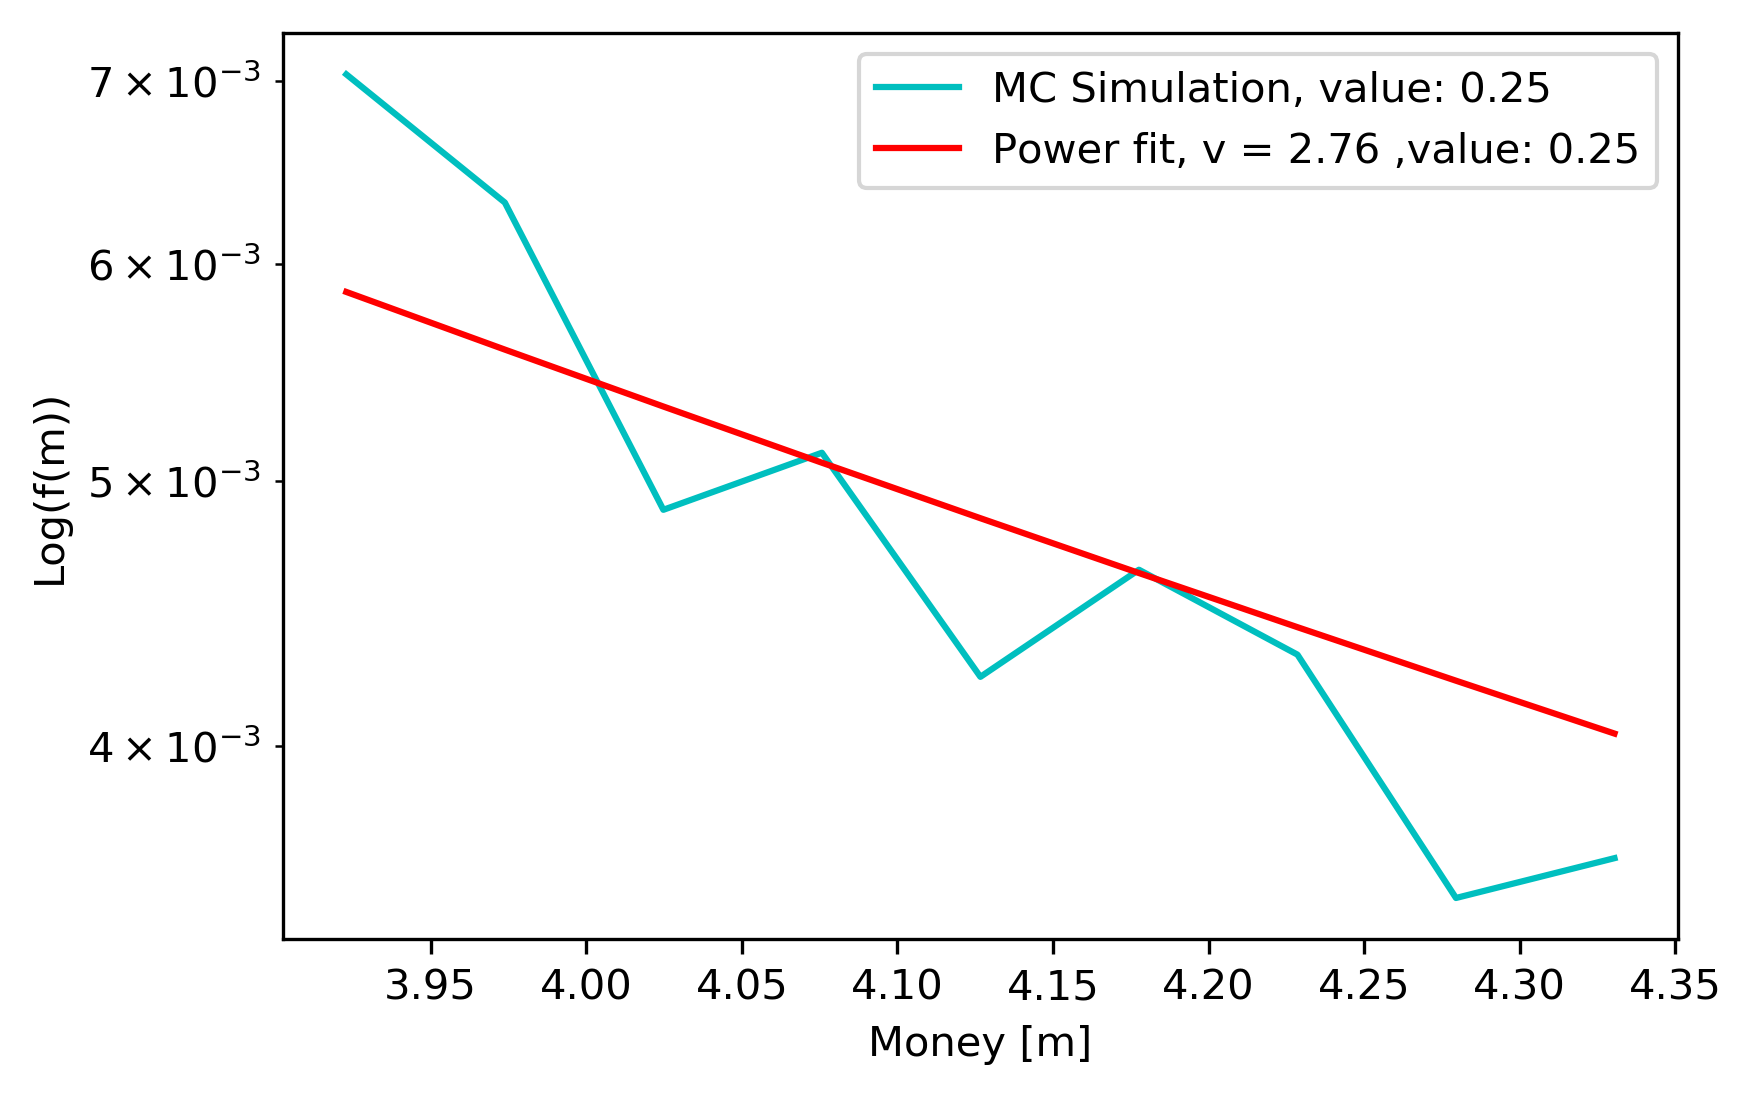 7 × 10⁻³
6 × 10⁻³
5 × 10⁻³
4 × 10⁻³
Log(f(m))
MC Simulation, value: 0.25
Power fit, v = 2.76 ,value: 0.25
3.95 4.00 4.05 4.10 4.15 4.20 4.25 4.30 4.35
Money [m]